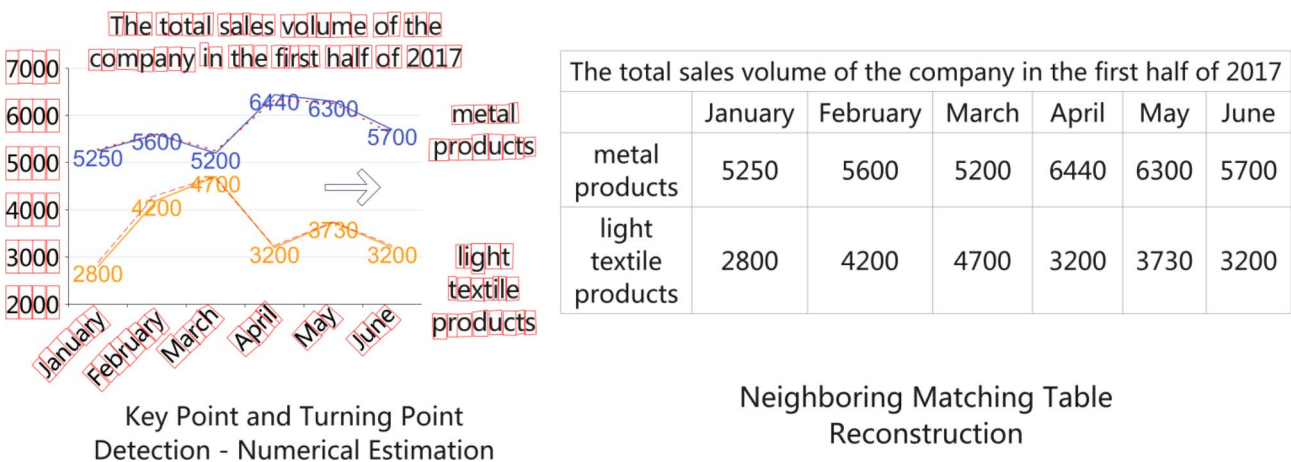 The total sales volume of the
company in the first half of 2017
7000
6000
5000
4000
3000
2000
5250
5600
5200
6440
6300
5700
2800
4200
4700
3200
3730
3200
metal
products
light
textile
products
January
February
March
April
May
June
Key Point and Turning Point
Detection - Numerical Estimation
The total sales volume of the company in the first half of 2017
January February March April May June
metal
products
5250 5600 5200 6440 6300 5700
light
textile
products
2800 4200 4700 3200 3730 3200
Neighboring Matching Table
Reconstruction